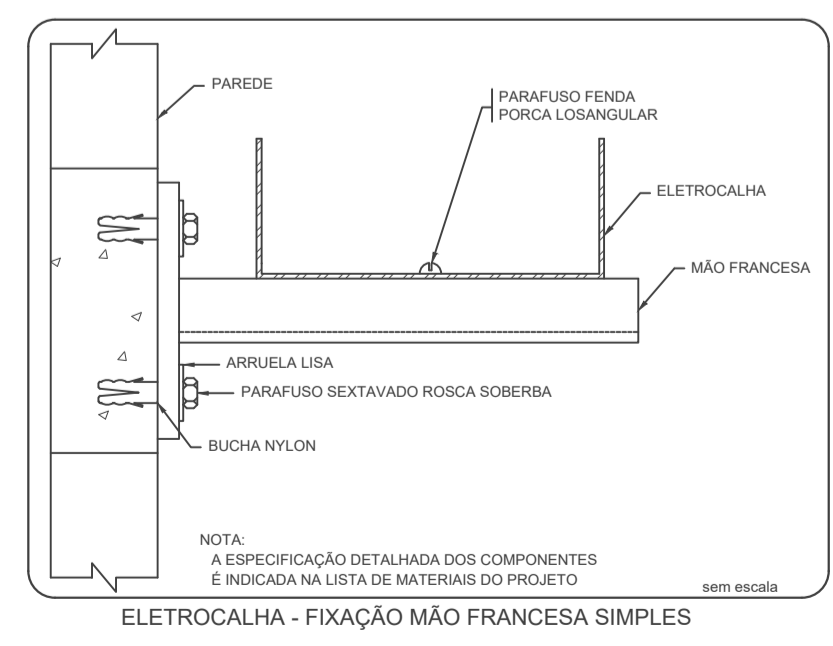 PAREDE
PARAFUSO FENDA
PORCA LOSANGULAR
ELETROCALHA
MÃO FRANCESA
ARRUELA LISA
PARAFUSO SEXTAVADO ROSCA SOBERBA
BUCHA NYLON
NOTA:
A ESPECIFICAÇÃO DETALHADA DOS COMPONENTES
É INDICADA NA LISTA DE MATERIAIS DO PROJETO
sem escala
ELETROCALHA - FIXAÇÃO MÃO FRANCESA SIMPLES